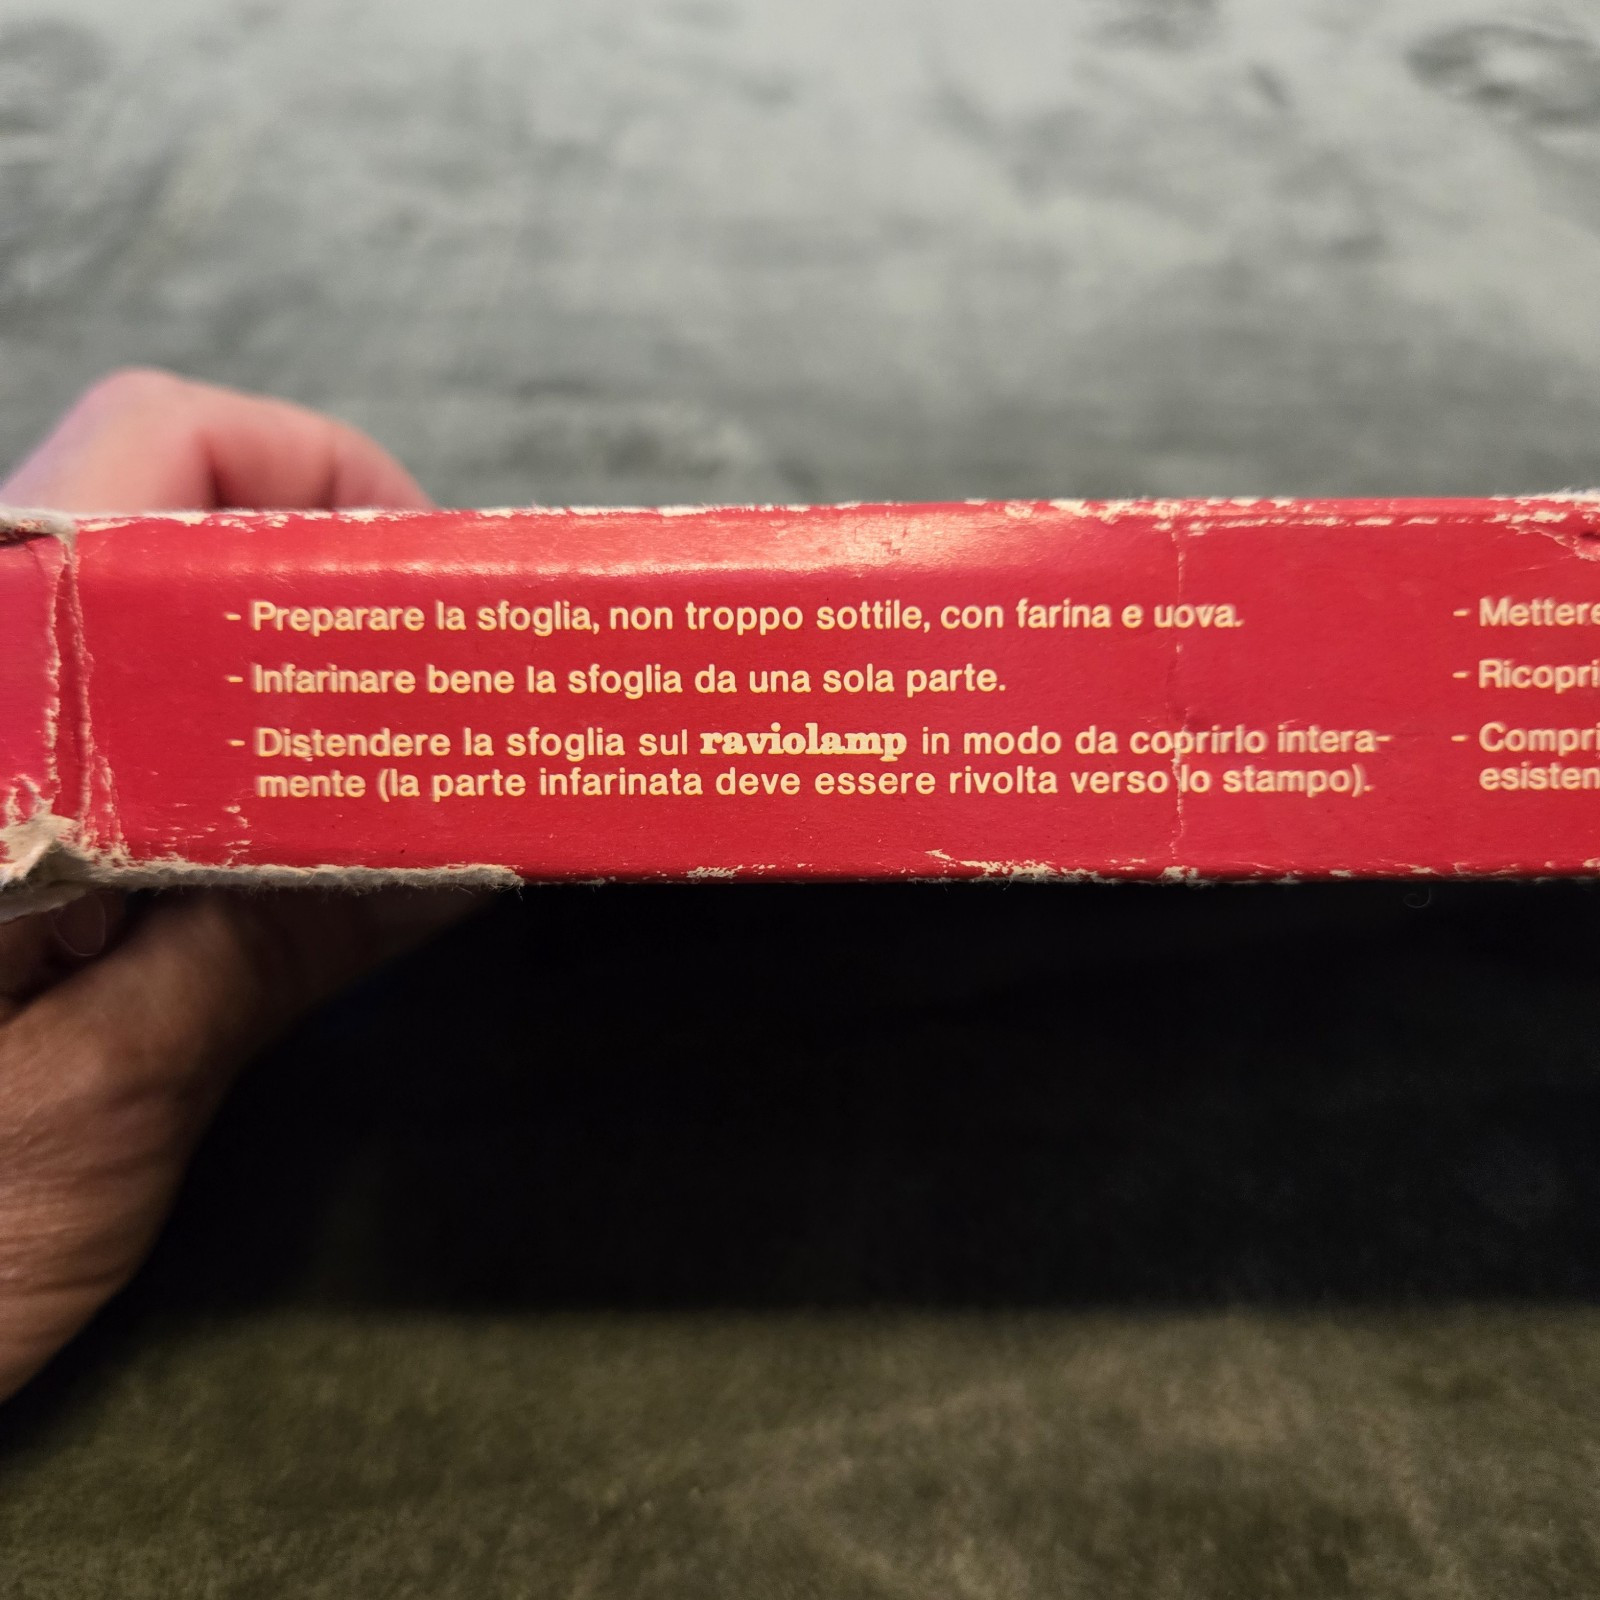 - Preparare la sfoglia, non troppo sottile, con farina e uova.
- Infarinare bene la sfoglia da una sola parte.
- Distendere la sfoglia sul raviolamp in modo da coprirlo intera-
mente (la parte infarinata deve essere rivolta verso lo stampo).
- Mettere
- Ricopri
- Compri
esisten